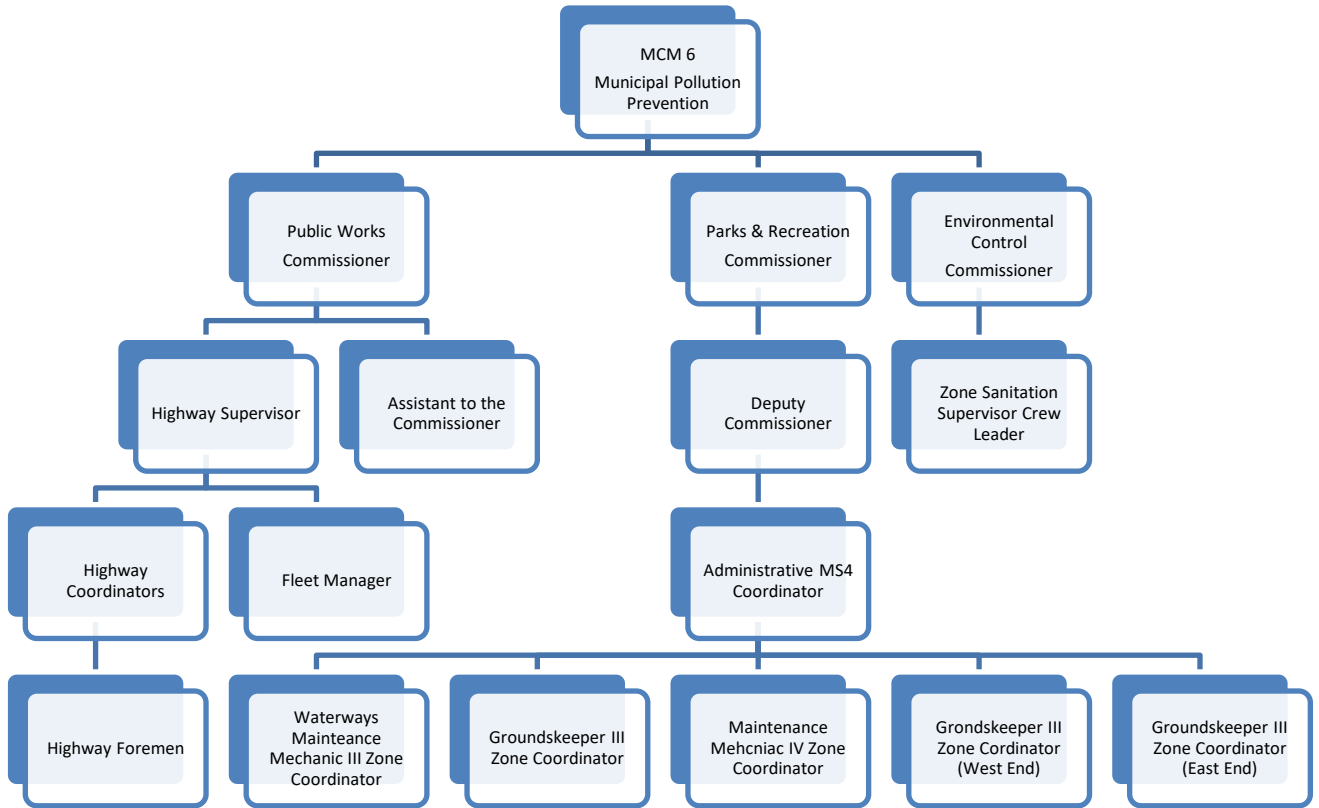 MCM 6
Municipal Pollution
Prevention
Public Works
Commissioner
Parks & Recreation
Commissioner
Environmental
Control
Commissioner
Highway Supervisor
Assistant to the
Commissioner
Deputy
Commissioner
Zone Sanitation
Supervisor Crew
Leader
Highway
Coordinators
Fleet Manager
Administrative MS4
Coordinator
Highway Foremen
Waterways
Mainteance
Mechanic III Zone
Coordinator
Groundskeeper III
Zone Coordinator
Maintenance
Mehcniac IV Zone
Coordinator
Grondskeeper III
Zone Cordinator
(West End)
Groundskeeper III
Zone Coordinator
(East End)